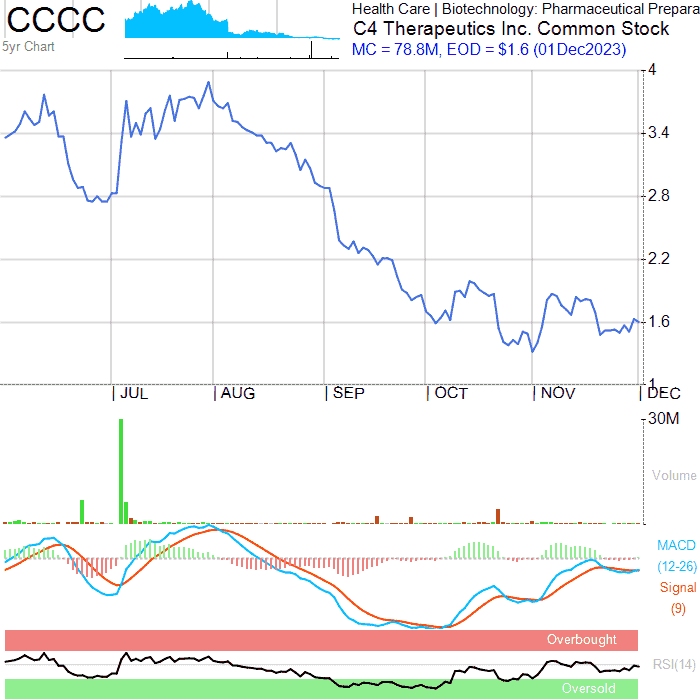 CCCC
5yr Chart
Health Care | Biotechnology: Pharmaceutical Prepara
C4 Therapeutics Inc. Common Stock
MC = 78.8M, EOD = $1.6 (01Dec2023)
4
3.4
2.8
2.2
1.6
1
| JUL | AUG | SEP | OCT | NOV | DEC
30M
Volume
MACD
(12-26)
Signal
(9)
Overbought
RSI(14)
Oversold